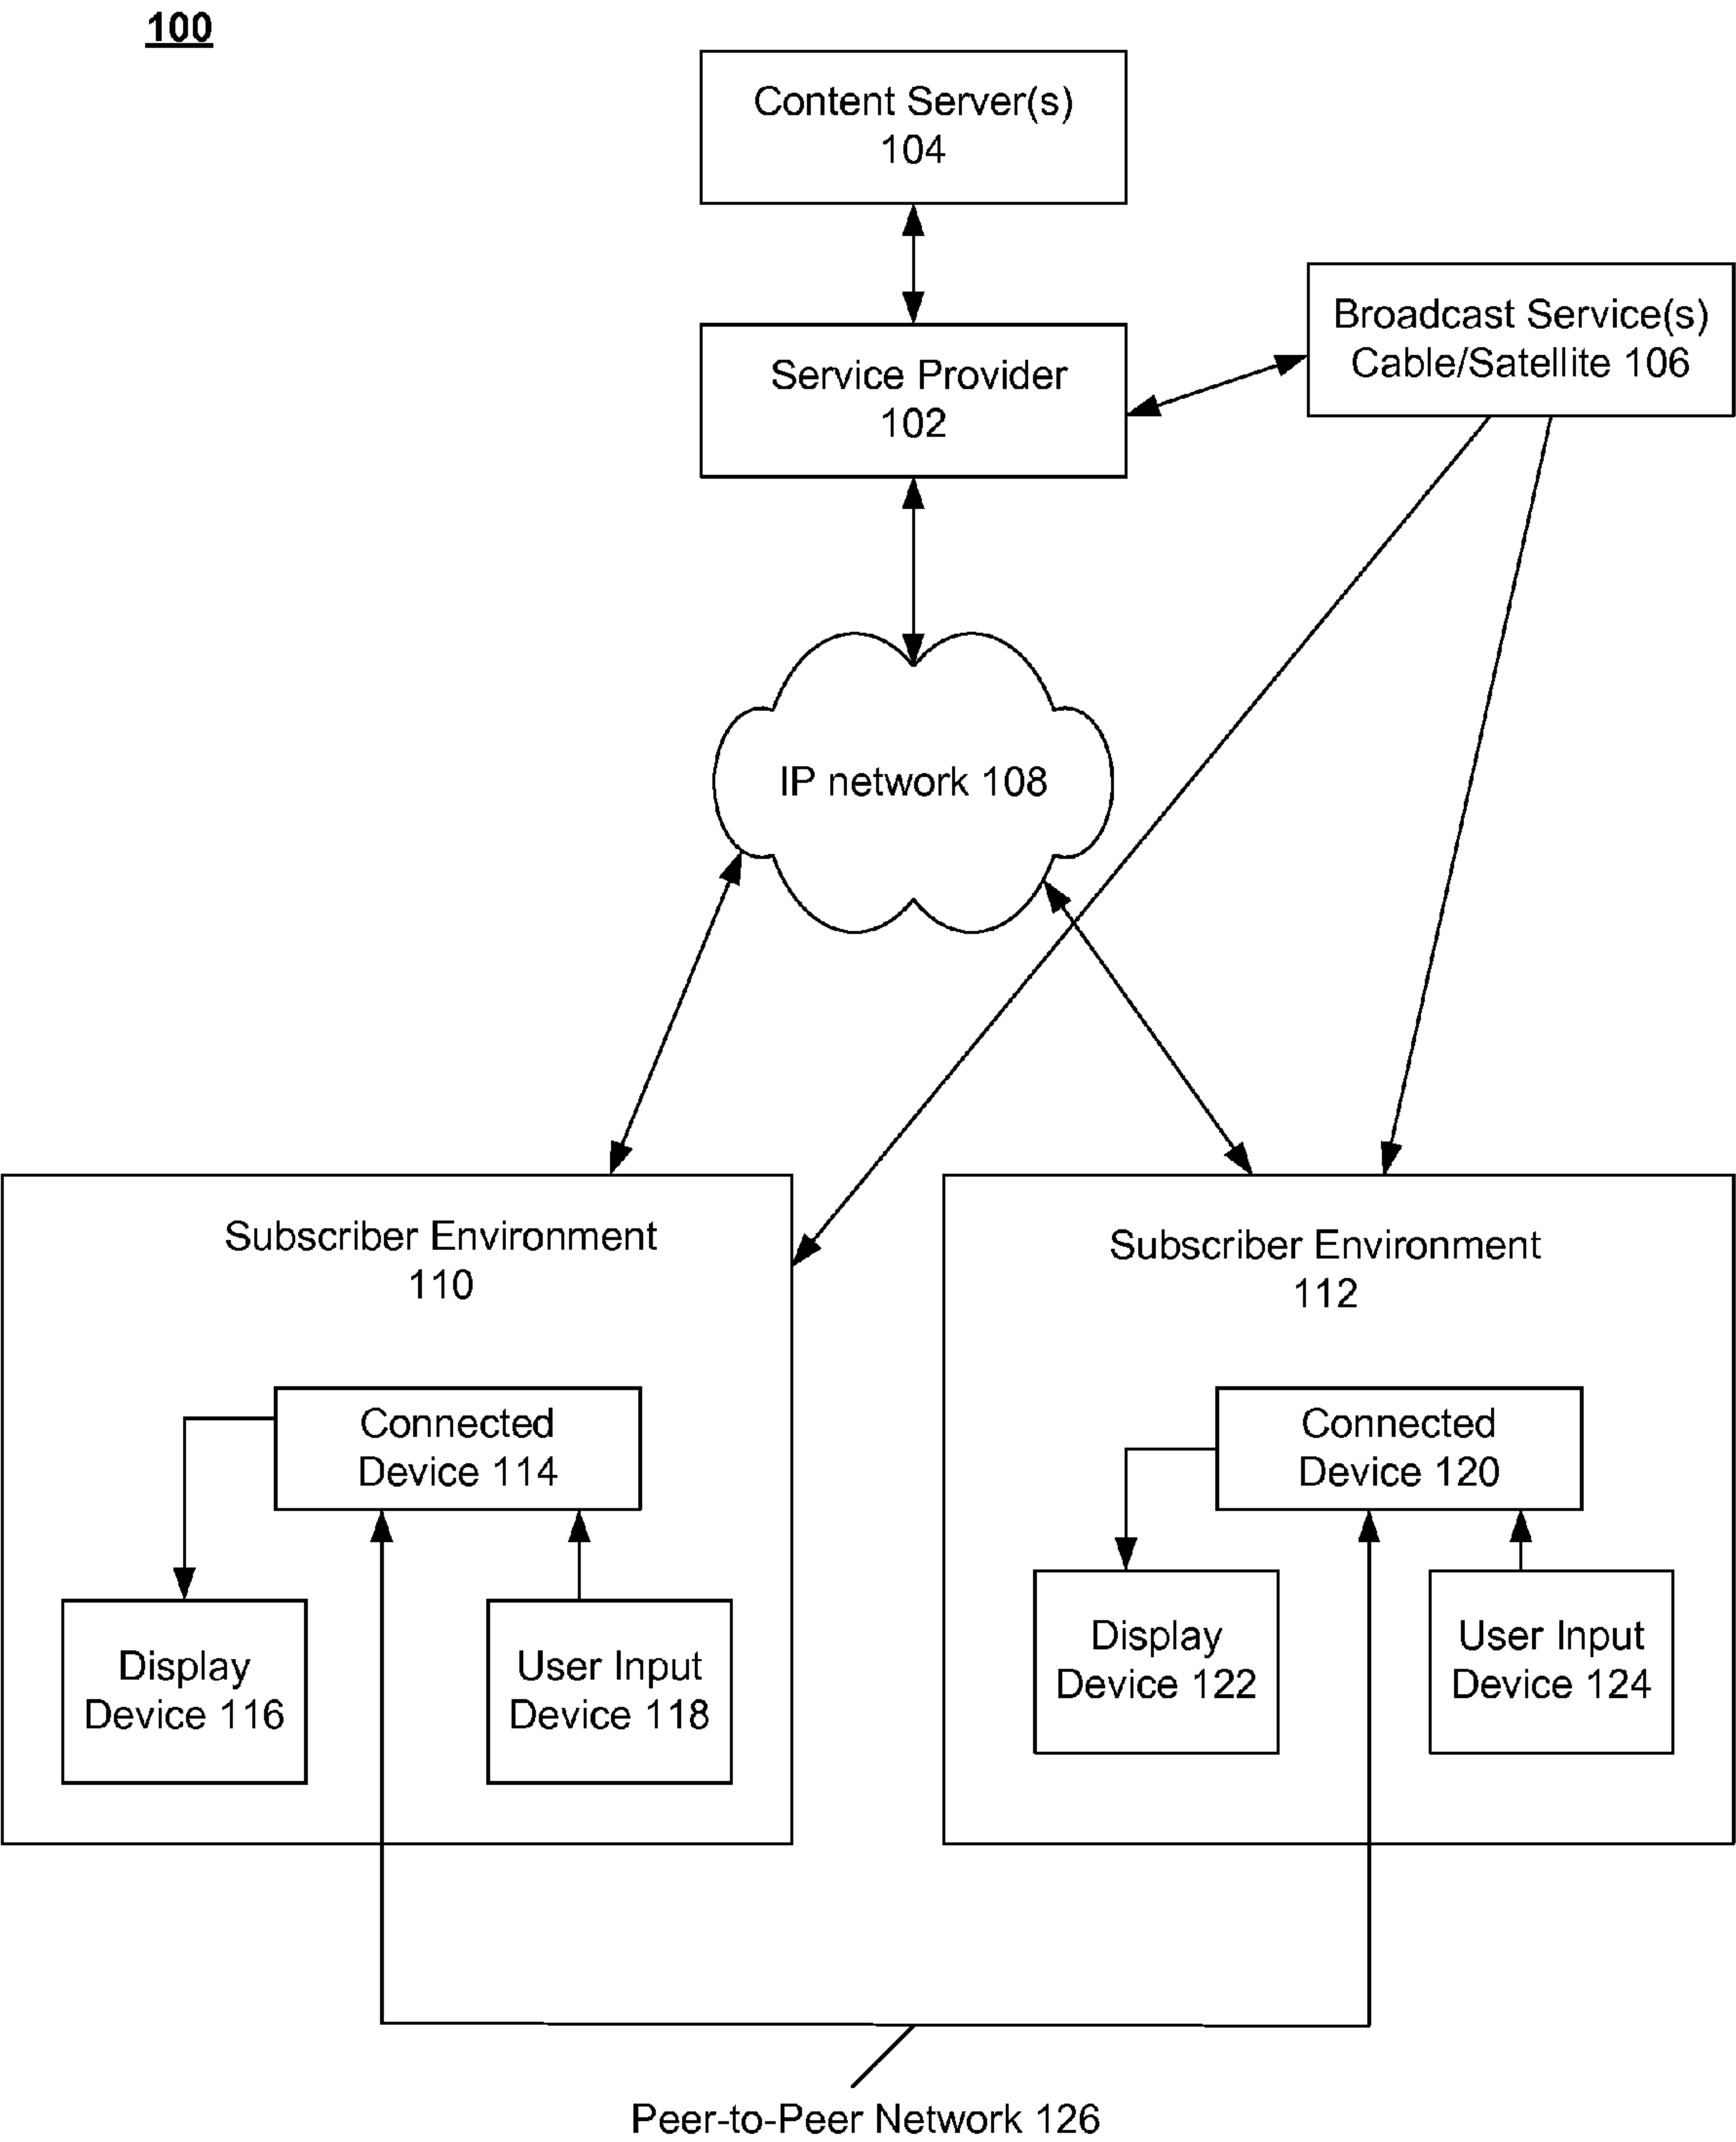 100
Content Server(s)
104
Broadcast Service(s)
Cable/Satellite 106
Service Provider
102
IP network 108
Subscriber Environment
110
Subscriber Environment
112
Connected
Device 114
Connected
Device 120
Display
Device 116
User Input
Device 118
Display
Device 122
User Input
Device 124
Peer-to-Peer Network 126